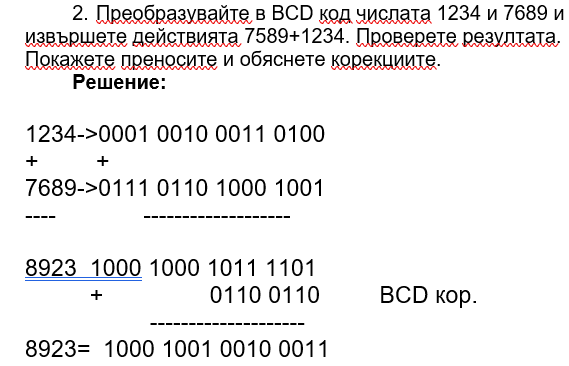 2. Преобразувайте в BCD код числата 1234 и 7689 и
извършете действията 7589+1234. Проверете резултата.
Покажете преносите и обяснете корекциите.
Решение:
1234->0001 0010 0011 0100
+ +
7689->0111 0110 1000 1001
---- -------------------
8923 1000 1000 1011 1101
+ 0110 0110 BCD кор.
--------------------
8923= 1000 1001 0010 0011